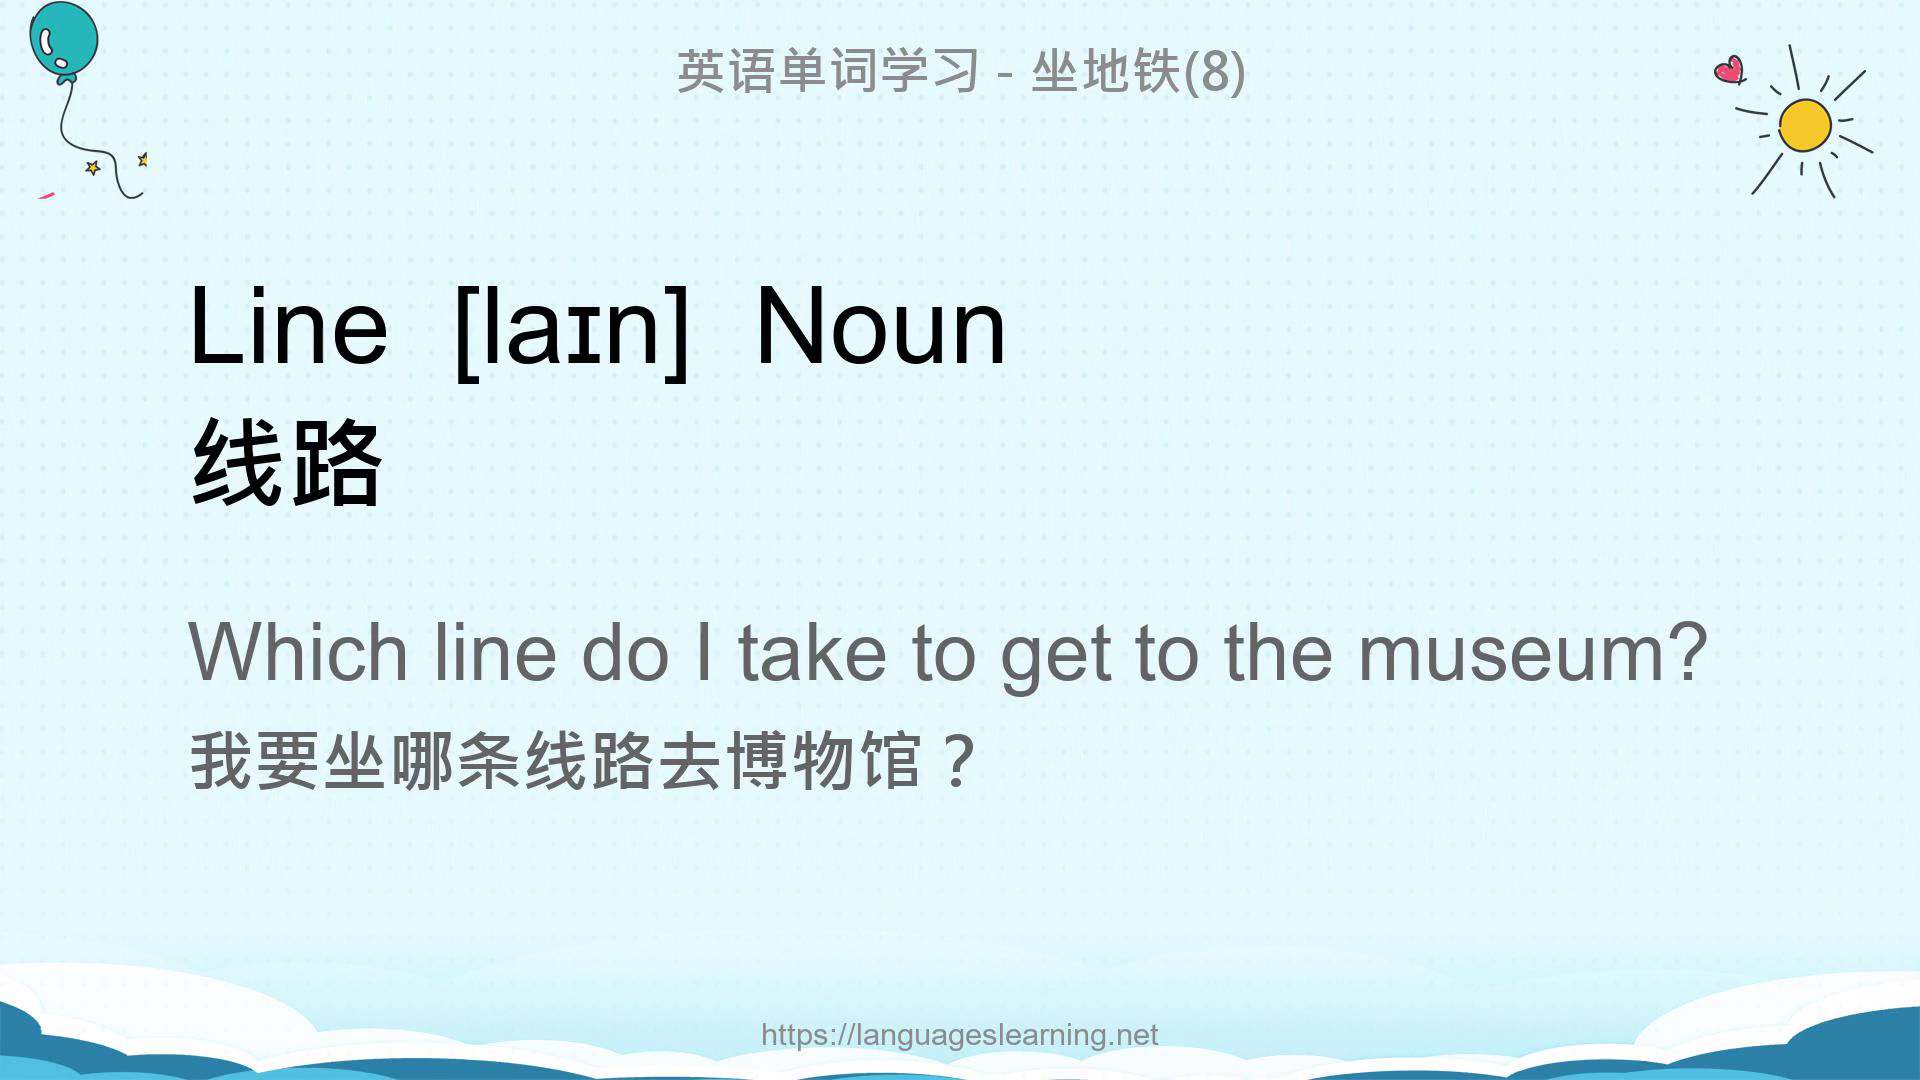 英语单词学习 - 坐地铁(8)
Line [laɪn] Noun
线路
Which line do I take to get to the museum?
我要坐哪条线路去博物馆？
https://languageslearning.net